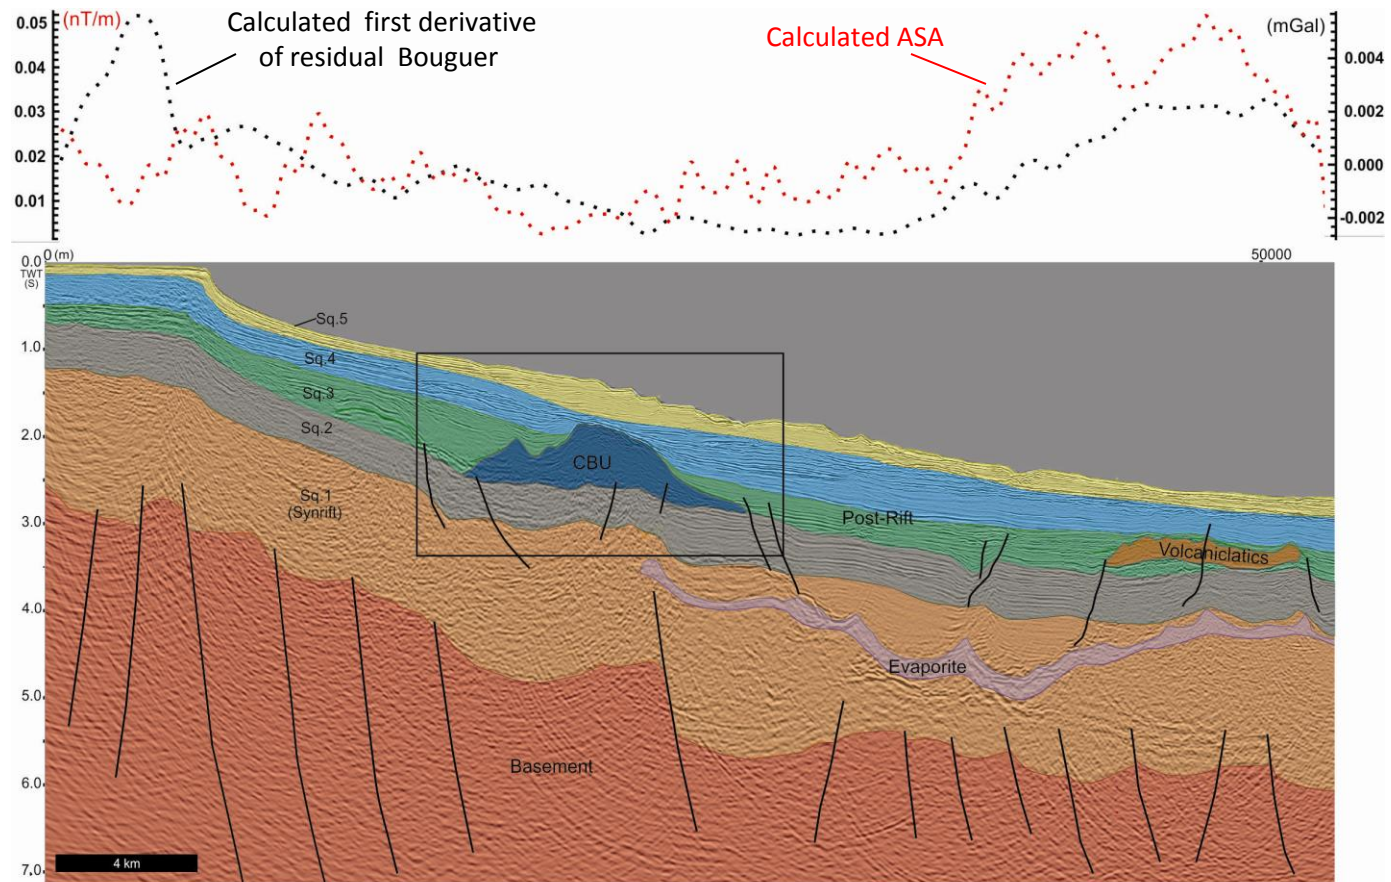 0.05
(nT/m)
Calculated first derivative
of residual Bouguer
Calculated ASA
(mGal)
0.04
0.03
0.02
0.01
0.004
0.002
0.000
-0.002
0 (m)
50000
0.0
TWT
(S)
1.0
2.0
3.0
4.0
5.0
6.0
7.0
Sq.5
Sq.4
Sq.3
Sq.2
Sq.1
(Synrift)
CBU
Post-Rift
Volcaniclatics
Evaporite
Basement
4 km